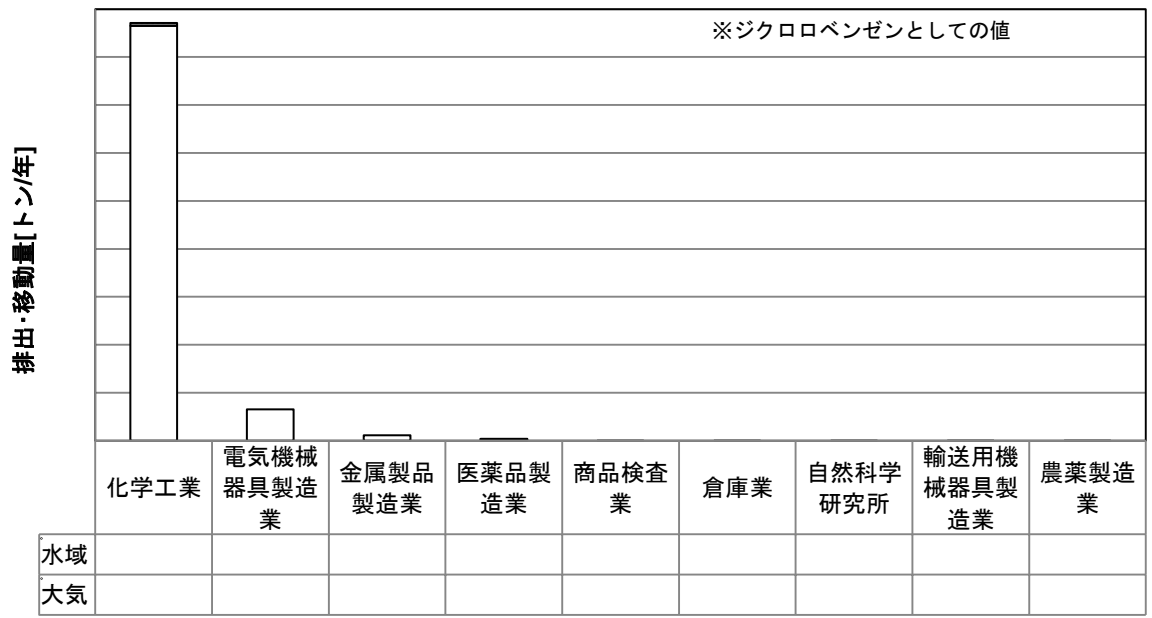 ※ジクロロベンゼンとしての値
排出・移動量[トン/年]
化学工業
電気機械
器具製造
業
金属製品
製造業
医薬品製
造業
商品検査
業
倉庫業
自然科学
研究所
輸送用機
械器具製
造業
農薬製造
業
水域
大気